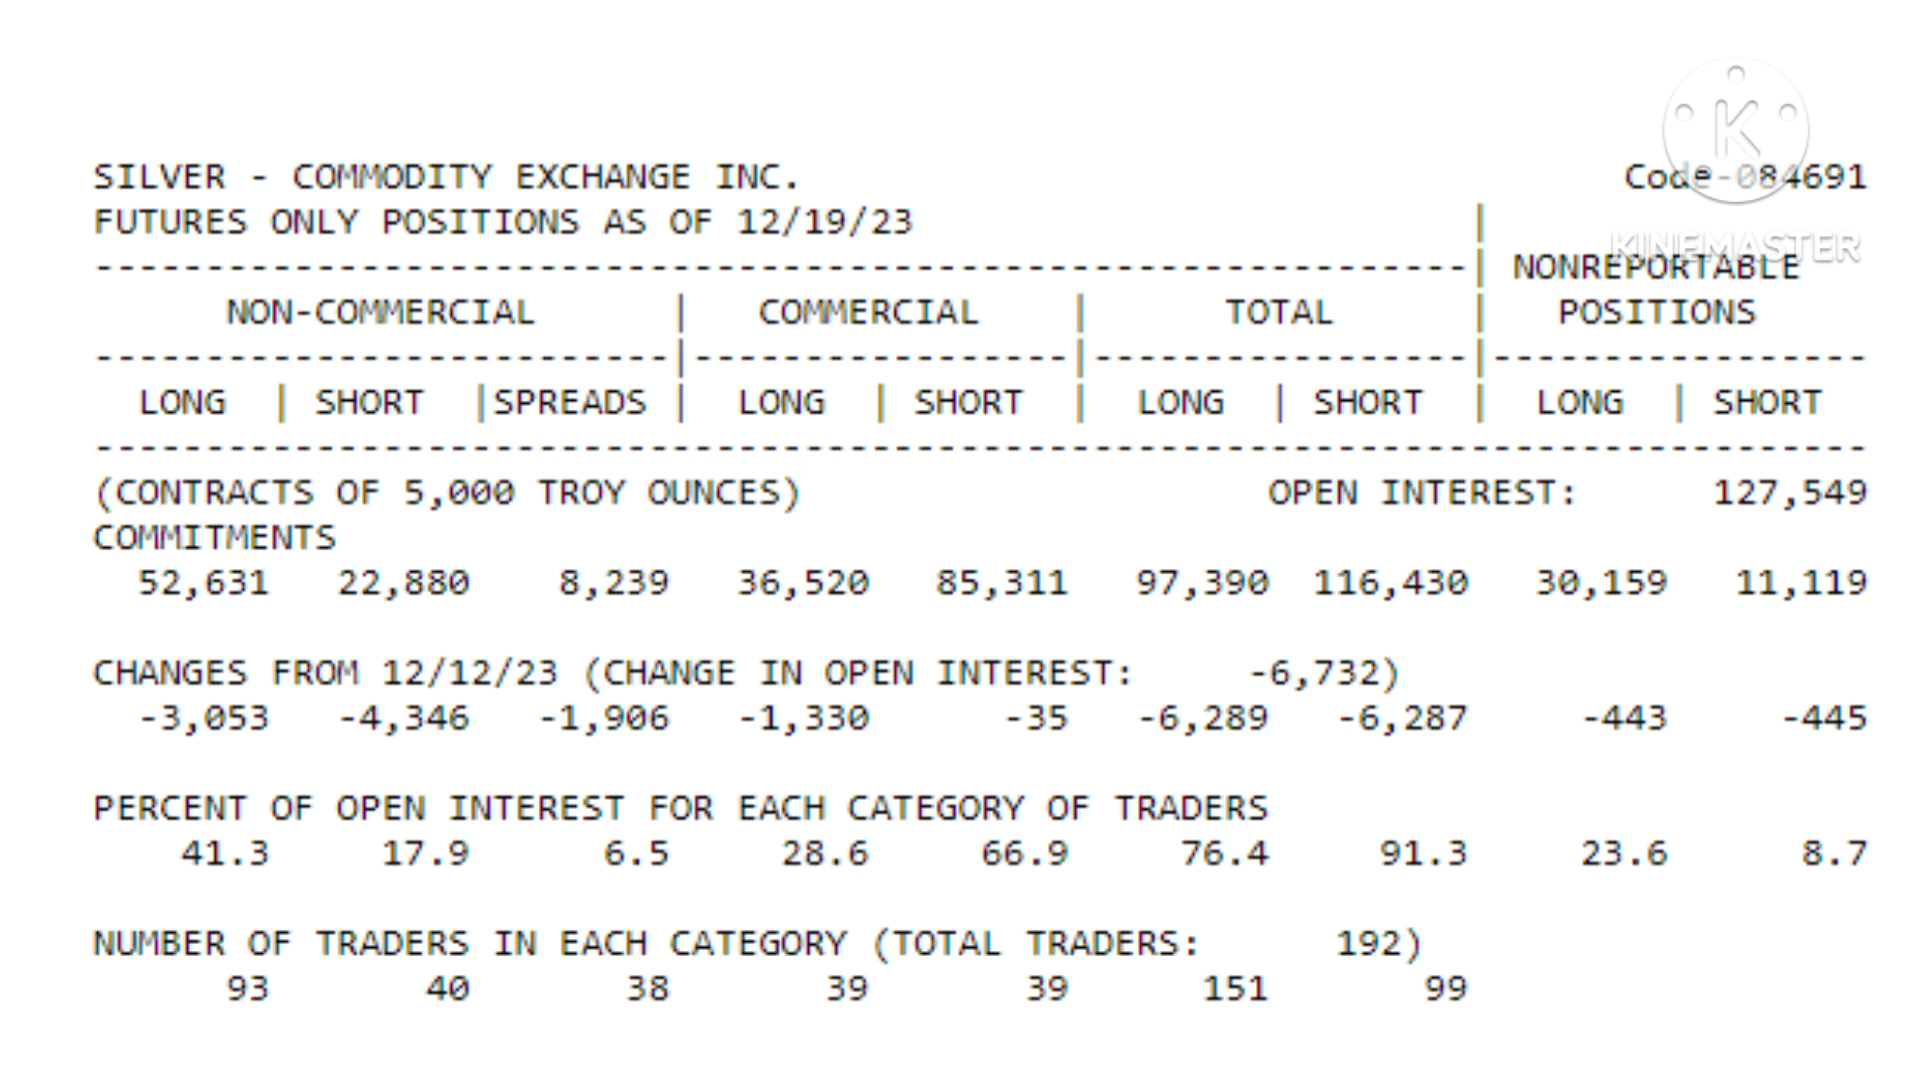 K
KINEMASTER
SILVER - COMMODITY EXCHANGE INC. Code-084691
FUTURES ONLY POSITIONS AS OF 12/19/23 |
--------------------------------------------------------------| NONREPORTABLE
NON-COMMERCIAL | COMMERCIAL | TOTAL | POSITIONS
--------------------------|-----------------|-----------------|-----------------
LONG | SHORT |SPREADS | LONG | SHORT | LONG | SHORT | LONG | SHORT
--------------------------------------------------------------------------------
(CONTRACTS OF 5,000 TROY OUNCES) OPEN INTEREST: 127,549
COMMITMENTS
52,631 22,880 8,239 36,520 85,311 97,390 116,430 30,159 11,119
CHANGES FROM 12/12/23 (CHANGE IN OPEN INTEREST: -6,732)
-3,053 -4,346 -1,906 -1,330 -35 -6,289 -6,287 -443 -445
PERCENT OF OPEN INTEREST FOR EACH CATEGORY OF TRADERS
41.3 17.9 6.5 28.6 66.9 76.4 91.3 23.6 8.7
NUMBER OF TRADERS IN EACH CATEGORY (TOTAL TRADERS: 192)
93 40 38 39 39 151 99